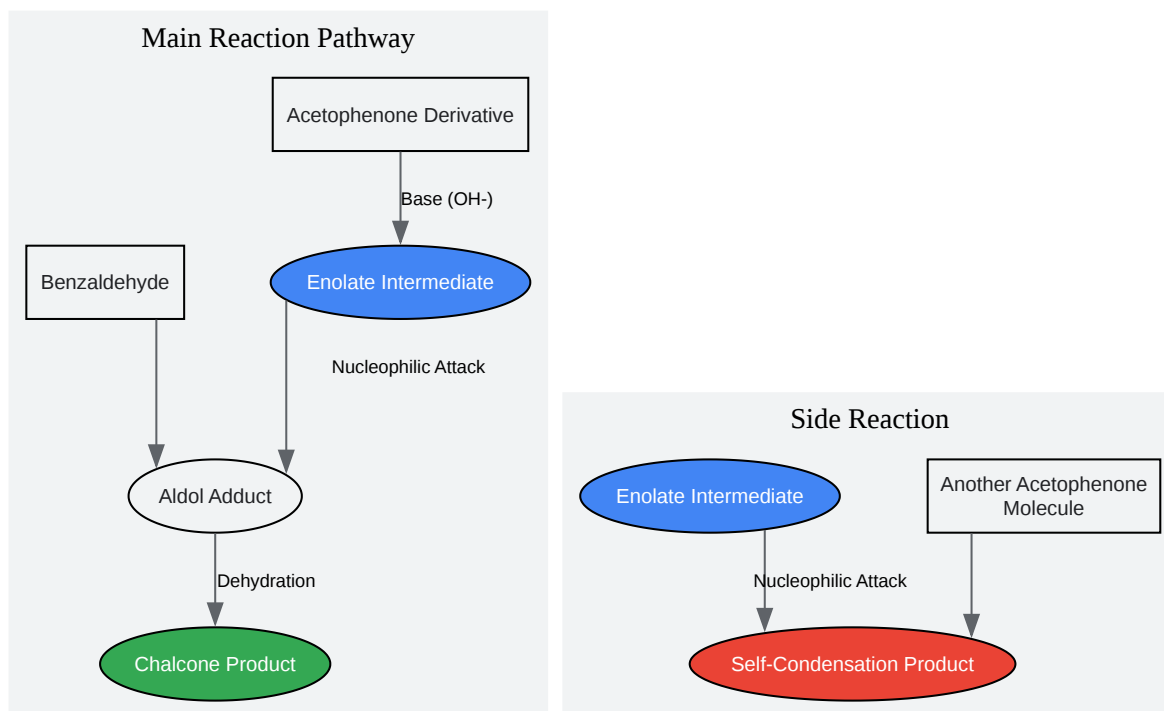 Main Reaction Pathway
Acetophenone Derivative
Base (OH-)
Benzaldehyde
Enolate Intermediate
Nucleophilic Attack
Aldol Adduct
Dehydration
Chalcone Product
Side Reaction
Enolate Intermediate
Another Acetophenone
Molecule
Nucleophilic Attack
Self-Condensation Product